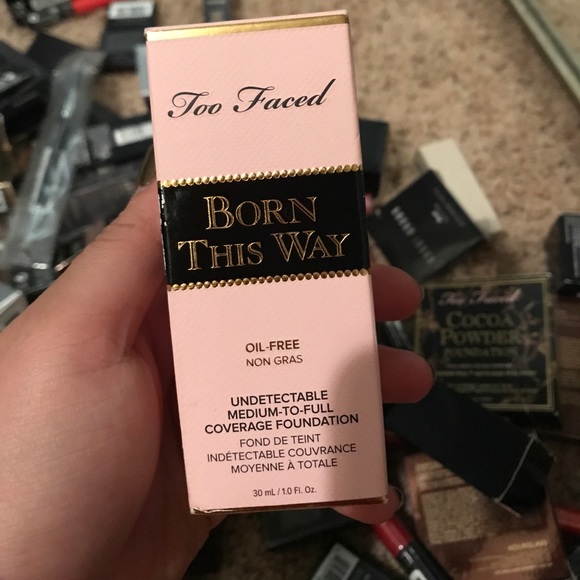 Too Faced
BORN
THIS WAY
OIL-FREE
NON GRAS
UNDETECTABLE
MEDIUM-TO-FULL
COVERAGE FOUNDATION
FOND DE TEINT
INDÉTECTABLE COUVRANCE
MOYENNE À TOTALE
30 mL / 1.0 Fl. Oz.
Too Faced
COCOA
POWDER
FOUNDATION